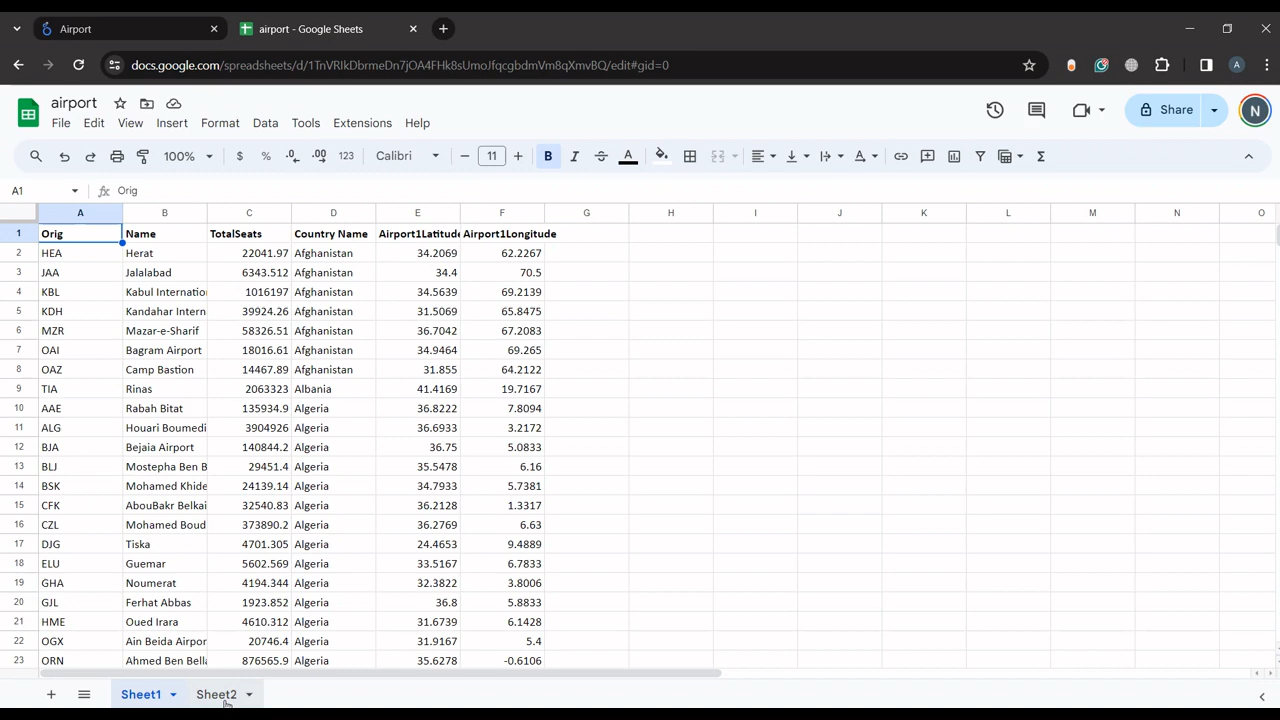 Airport
airport - Google Sheets
docs.google.com/spreadsheets/d/1TnVRIkDbrmeDn7jOA4FHk8sUmoJfqcgbdmVm8qXmvBQ/edit#gid=0
A
airport
File Edit View Insert Format Data Tools Extensions Help
Share
N
100% $ % .0 .00 123 Calibri 11 B I A
A1 Orig
A B C D E F G H I J K L M N O
1 Orig Name TotalSeats Country Name Airport1Latitude Airport1Longitude
2 HEA Herat 22041.97 Afghanistan 34.2069 62.2267
3 JAA Jalalabad 6343.512 Afghanistan 34.4 70.5
4 KBL Kabul Internatio 1016197 Afghanistan 34.5639 69.2139
5 KDH Kandahar Intern 39924.26 Afghanistan 31.5069 65.8475
6 MZR Mazar-e-Sharif 58326.51 Afghanistan 36.7042 67.2083
7 OAI Bagram Airport 18016.61 Afghanistan 34.9464 69.265
8 OAZ Camp Bastion 14467.89 Afghanistan 31.855 64.2122
9 TIA Rinas 2063323 Albania 41.4169 19.7167
10 AAE Rabah Bitat 135934.9 Algeria 36.8222 7.8094
11 ALG Houari Boumedi 3904926 Algeria 36.6933 3.2172
12 BJA Bejaia Airport 140844.2 Algeria 36.75 5.0833
13 BLJ Mostepha Ben B 29451.4 Algeria 35.5478 6.16
14 BSK Mohamed Khide 24139.14 Algeria 34.7933 5.7381
15 CFK AbouBakr Belkai 32540.83 Algeria 36.2128 1.3317
16 CZL Mohamed Boud 373890.2 Algeria 36.2769 6.63
17 DJG Tiska 4701.305 Algeria 24.4653 9.4889
18 ELU Guemar 5602.569 Algeria 33.5167 6.7833
19 GHA Noumerat 4194.344 Algeria 32.3822 3.8006
20 GJL Ferhat Abbas 1923.852 Algeria 36.8 5.8833
21 HME Oued Irara 4610.312 Algeria 31.6739 6.1428
22 OGX Ain Beida Airpor 20746.4 Algeria 31.9167 5.4
23 ORN Ahmed Ben Bella 876565.9 Algeria 35.6278 -0.6106
Sheet1 Sheet2